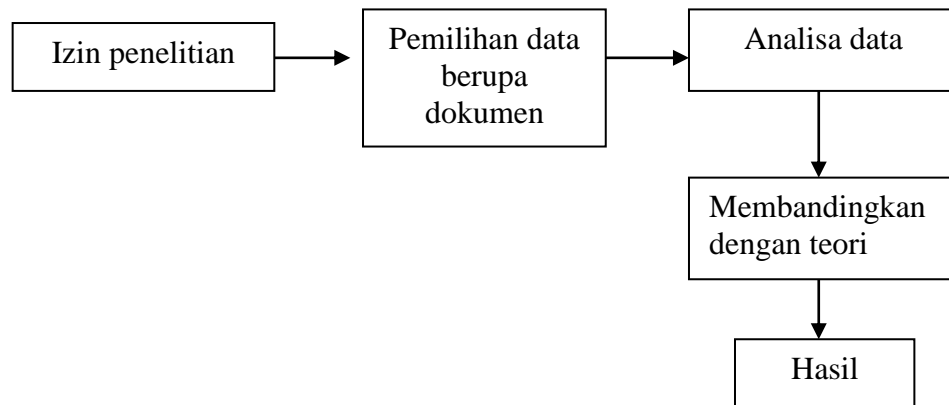 Izin penelitian
Pemilihan data
berupa
dokumen
Analisa data
Membandingkan
dengan teori
Hasil